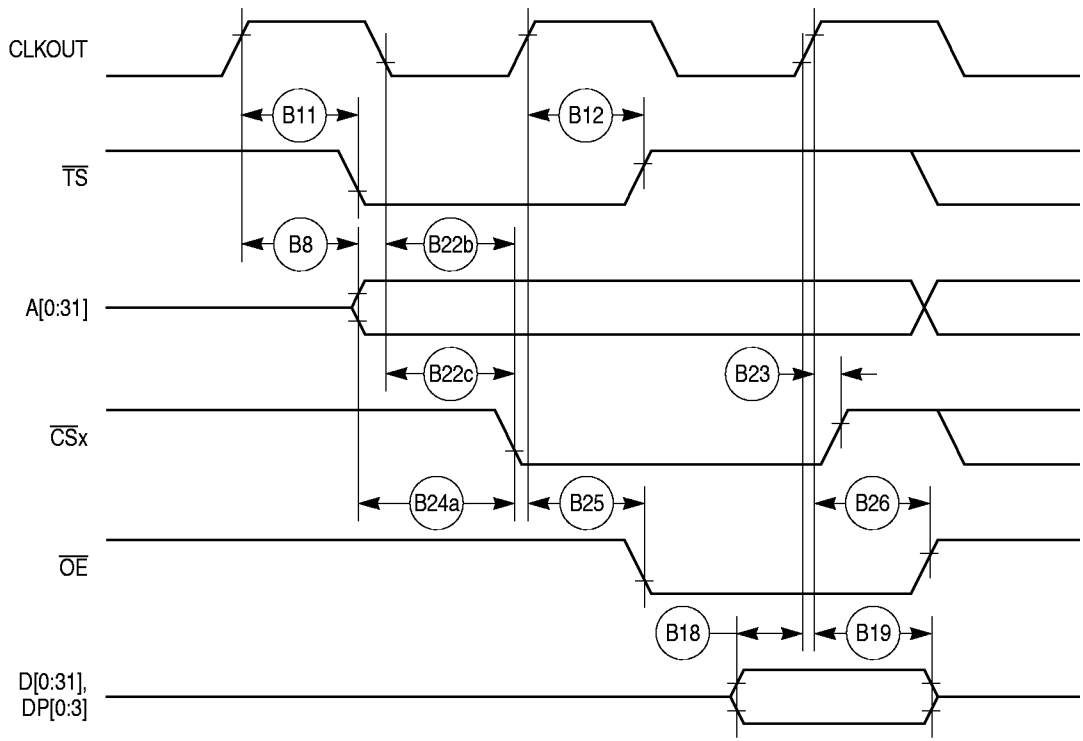 CLKOUT
B11
B12
TS
B8
B22b
A[0:31]
B22c
B23
CSx
B24a
B25
B26
OE
B18
B19
D[0:31],
DP[0:3]